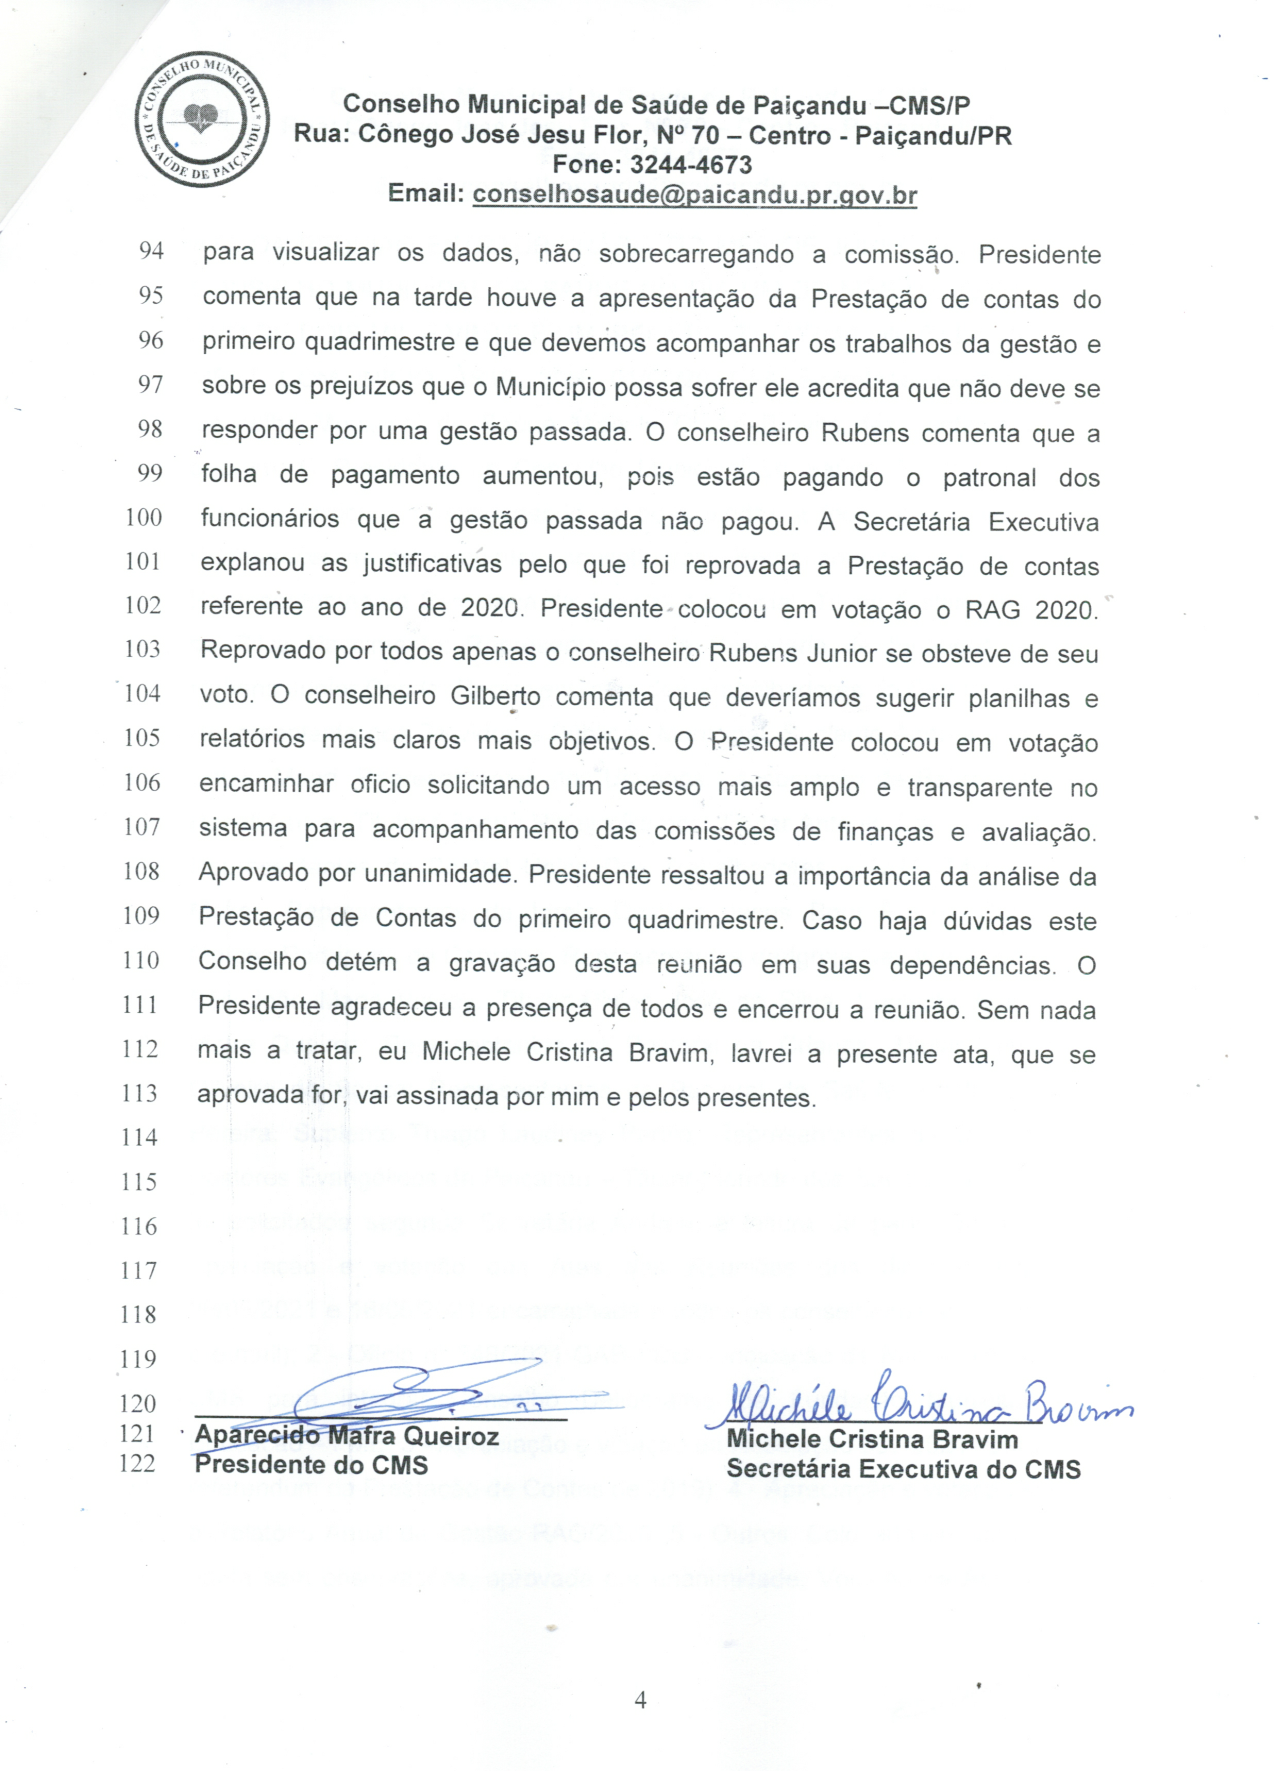 * CONSELHO MUNICIPAL *
DE SAÚDE DE PAIÇANDU
Conselho Municipal de Saúde de Paiçandu –CMS/P
Rua: Cônego José Jesu Flor, Nº 70 – Centro - Paiçandu/PR
Fone: 3244-4673
Email: conselhosaude@paicandu.pr.gov.br
94 para visualizar os dados, não sobrecarregando a comissão. Presidente
95 comenta que na tarde houve a apresentação da Prestação de contas do
96 primeiro quadrimestre e que devemos acompanhar os trabalhos da gestão e
97 sobre os prejuízos que o Município possa sofrer ele acredita que não deve se
98 responder por uma gestão passada. O conselheiro Rubens comenta que a
99 folha de pagamento aumentou, pois estão pagando o patronal dos
100 funcionários que a gestão passada não pagou. A Secretária Executiva
101 explanou as justificativas pelo que foi reprovada a Prestação de contas
102 referente ao ano de 2020. Presidente colocou em votação o RAG 2020.
103 Reprovado por todos apenas o conselheiro Rubens Junior se obsteve de seu
104 voto. O conselheiro Gilberto comenta que deveríamos sugerir planilhas e
105 relatórios mais claros mais objetivos. O Presidente colocou em votação
106 encaminhar oficio solicitando um acesso mais amplo e transparente no
107 sistema para acompanhamento das comissões de finanças e avaliação.
108 Aprovado por unanimidade. Presidente ressaltou a importância da análise da
109 Prestação de Contas do primeiro quadrimestre. Caso haja dúvidas este
110 Conselho detém a gravação desta reunião em suas dependências. O
111 Presidente agradeceu a presença de todos e encerrou a reunião. Sem nada
112 mais a tratar, eu Michele Cristina Bravim, lavrei a presente ata, que se
113 aprovada for, vai assinada por mim e pelos presentes.
114
115
116
117
118
119
120 Michele Cristina Bravim
121 Aparecido Mafra Queiroz Michele Cristina Bravim
122 Presidente do CMS Secretária Executiva do CMS
4